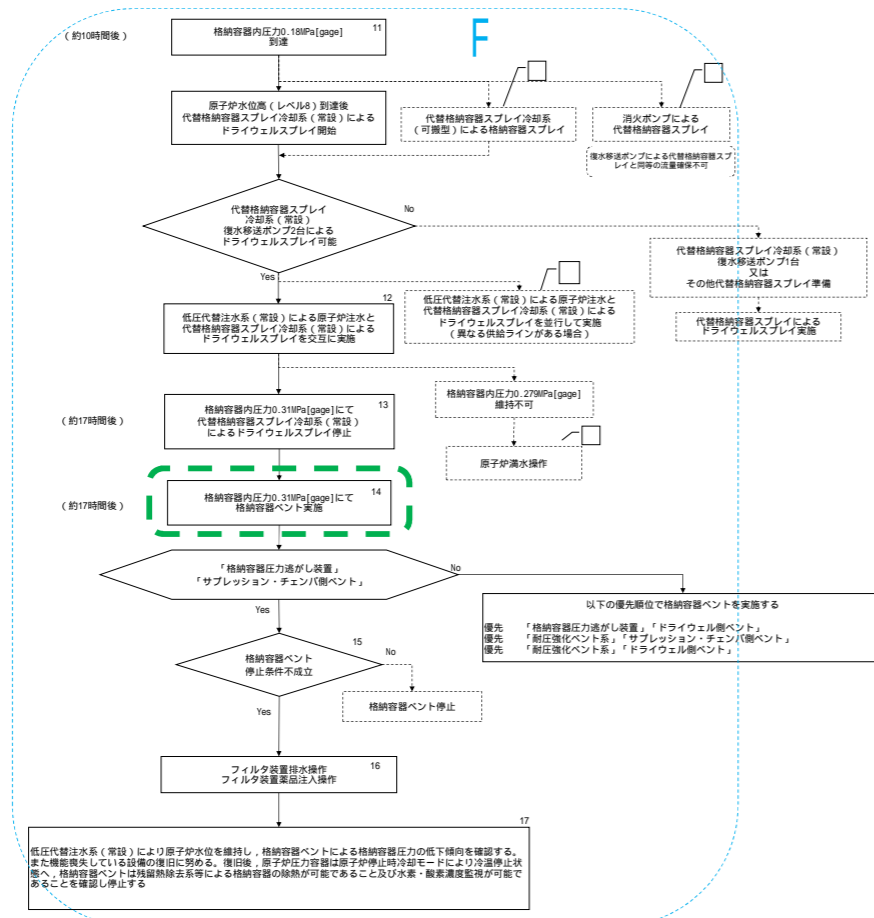 F
(約10時間後)
格納容器内圧力0.18MPa[gage]
到達
11
原子炉水位高(レベル8)到達後
代替格納容器スプレイ冷却系(常設)による
ドライウェルスプレイ開始
代替格納容器スプレイ冷却系
(可搬型)による格納容器スプレイ
消火ポンプによる
代替格納容器スプレイ
復水移送ポンプによる代替格納容器スプ
レイと同等の流量確保不可
代替格納容器スプレイ
冷却系(常設)
復水移送ポンプ2台による
ドライウェルスプレイ可能
No
Yes
代替格納容器スプレイ冷却系(常設)
復水移送ポンプ1台
又は
その他代替格納容器スプレイ準備
代替格納容器スプレイによる
ドライウェルスプレイ実施
12
低圧代替注水系(常設)による原子炉注水と
代替格納容器スプレイ冷却系(常設)による
ドライウェルスプレイを交互に実施
低圧代替注水系(常設)による原子炉注水と
代替格納容器スプレイ冷却系(常設)による
ドライウェルスプレイを並行して実施
(異なる供給ラインがある場合)
格納容器内圧力0.279MPa[gage]
維持不可
原子炉満水操作
(約17時間後)
13
格納容器内圧力0.31MPa[gage]にて
代替格納容器スプレイ冷却系(常設)
によるドライウェルスプレイ停止
(約17時間後)
14
格納容器内圧力0.31MPa[gage]にて
格納容器ベント実施
「格納容器圧力逃がし装置」
「サプレッション・チェンバ側ベント」
No
Yes
以下の優先順位で格納容器ベントを実施する
優先 「格納容器圧力逃がし装置」「ドライウェル側ベント」
優先 「耐圧強化ベント系」「サプレッション・チェンバ側ベント」
優先 「耐圧強化ベント系」「ドライウェル側ベント」
15
格納容器ベント
停止条件不成立
No
Yes
格納容器ベント停止
16
フィルタ装置排水操作
フィルタ装置薬品注入操作
17
低圧代替注水系(常設)により原子炉水位を維持し,格納容器ベントによる格納容器圧力の低下傾向を確認する。
また機能喪失している設備の復旧に努める。復旧後,原子炉圧力容器は原子炉停止時冷却モードにより冷温停止状
態へ,格納容器ベントは残留熱除去系等による格納容器の除熱が可能であること及び水素・酸素濃度監視が可能で
あることを確認し停止する